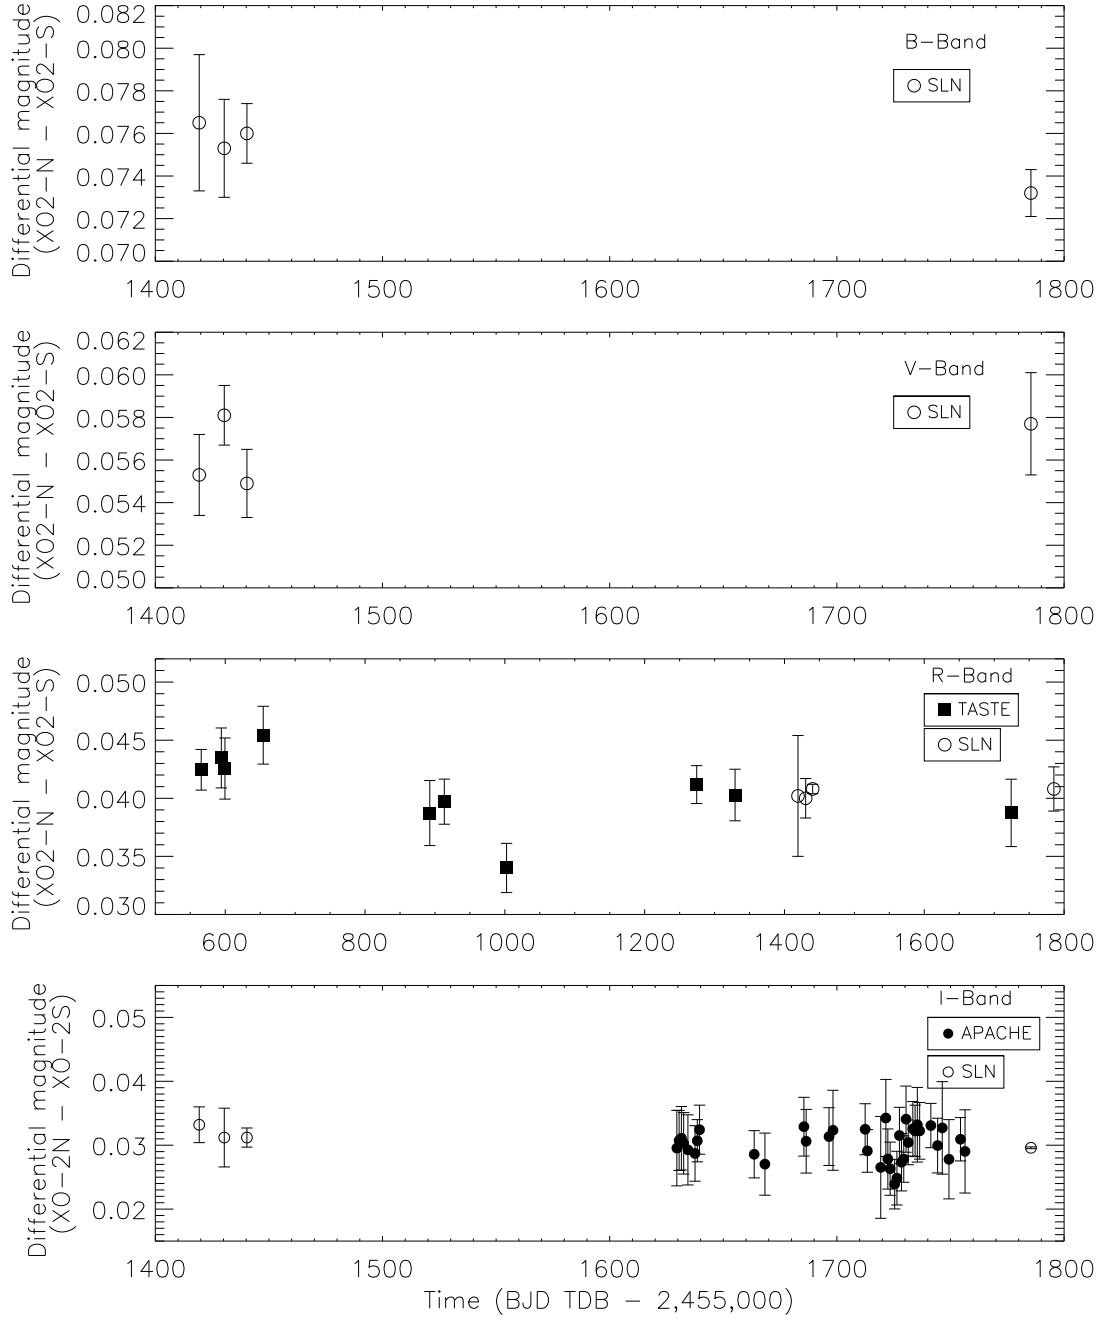 Differential magnitude
(XO2-N - XO2-S)
0.082
0.080
0.078
0.076
0.074
0.072
0.070
B-Band
SLN
1400 1500 1600 1700 1800
Differential magnitude
(XO2-N - XO2-S)
0.062
0.060
0.058
0.056
0.054
0.052
0.050
V-Band
SLN
1400 1500 1600 1700 1800
Differential magnitude
(XO2-N - XO2-S)
0.050
0.045
0.040
0.035
0.030
R-Band
TASTE
SLN
600 800 1000 1200 1400 1600 1800
Differential magnitude
(XO-2N - XO-2S)
0.05
0.04
0.03
0.02
I-Band
APACHE
SLN
1400 1500 1600 1700 1800
Time (BJD TDB - 2,455,000)